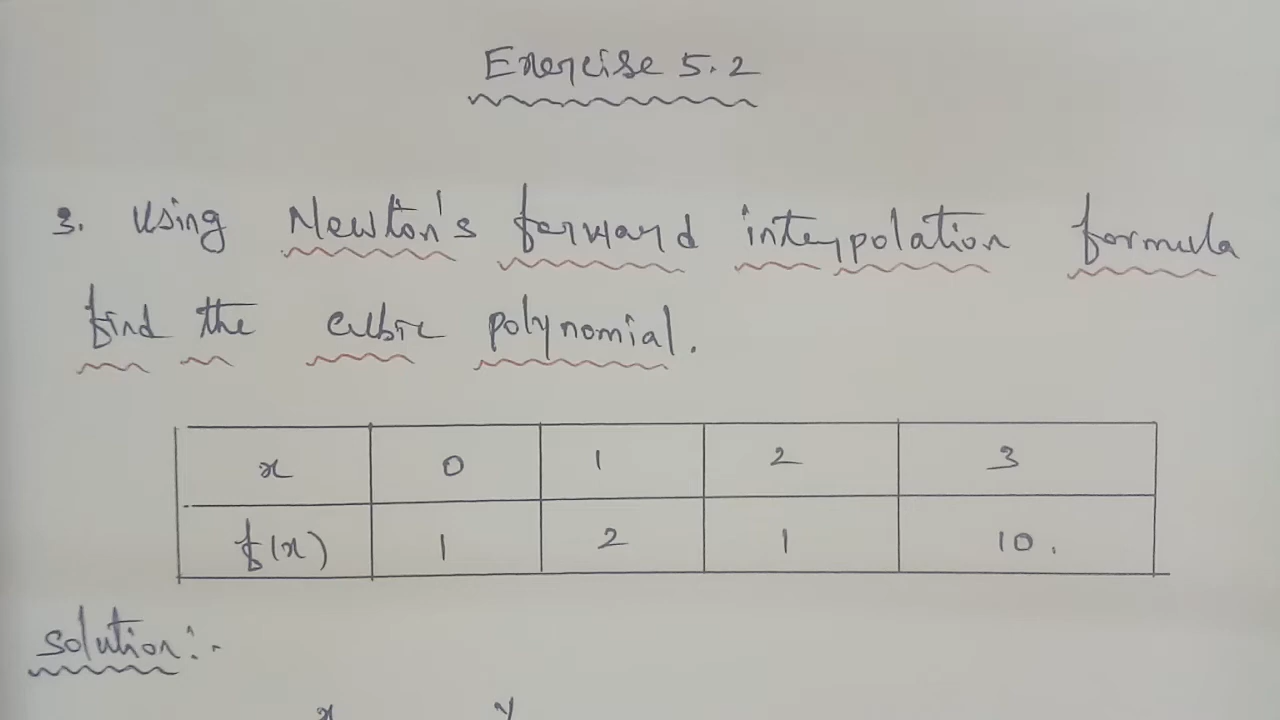 Exercise 5.2
3. Using Newton's forward interpolation formula
find the cubic polynomial.
x 0 1 2 3
f(x) 1 2 1 10.
Solution:-
x y